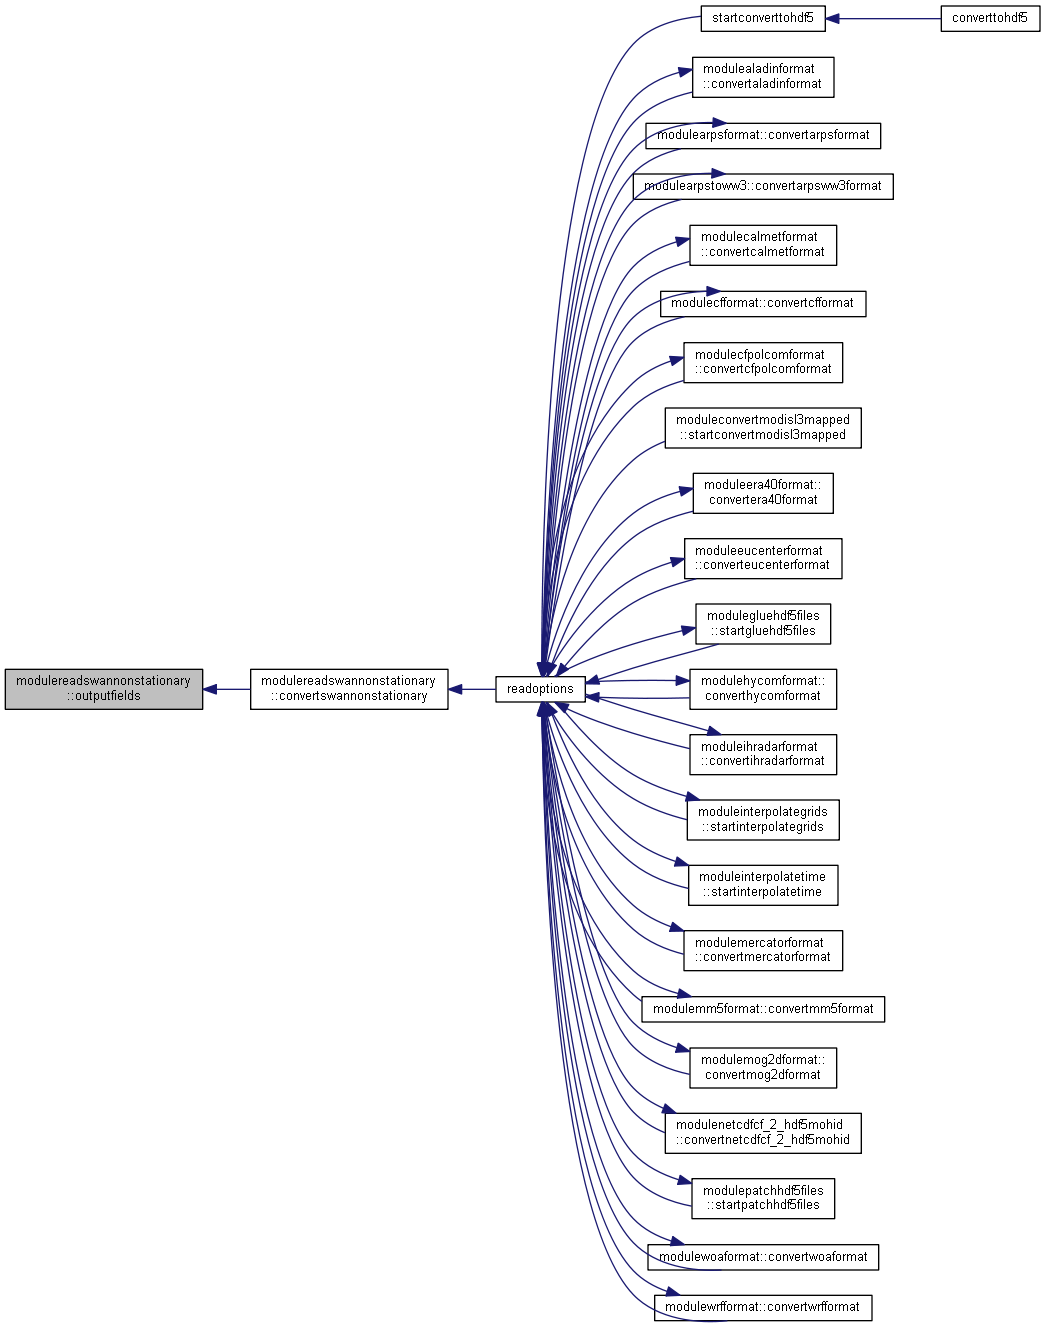 startconverttohdf5
converttohdf5
modulealadinformat
::convertaladinformat
modulearpsformat::convertarpsformat
modulearpstoww3::convertarpsww3format
modulecalmetformat
::convertcalmetformat
modulecfformat::convertcfformat
modulecfpolcomformat
::convertcfpolcomformat
moduleconvertmodisl3mapped
::startconvertmodisl3mapped
moduleera40format::
convertera40format
moduleeucenterformat
::converteucenterformat
modulegluehdf5files
::startgluehdf5files
modulereadswannonstationary
::outputfields
modulereadswannonstationary
::convertswannonstationary
readoptions
modulehycomformat::
converthycomformat
moduleihradarformat
::convertihradarformat
moduleinterpolategrids
::startinterpolategrids
moduleinterpolatetime
::startinterpolatetime
modulemercatorformat
::convertmercatorformat
modulemm5format::convertmm5format
modulemog2dformat::
convertmog2dformat
modulenetcdfcf_2_hdf5mohid
::convertnetcdfcf_2_hdf5mohid
modulepatchhdf5files
::startpatchhdf5files
modulewoaformat::convertwoaformat
modulewrfformat::convertwrfformat